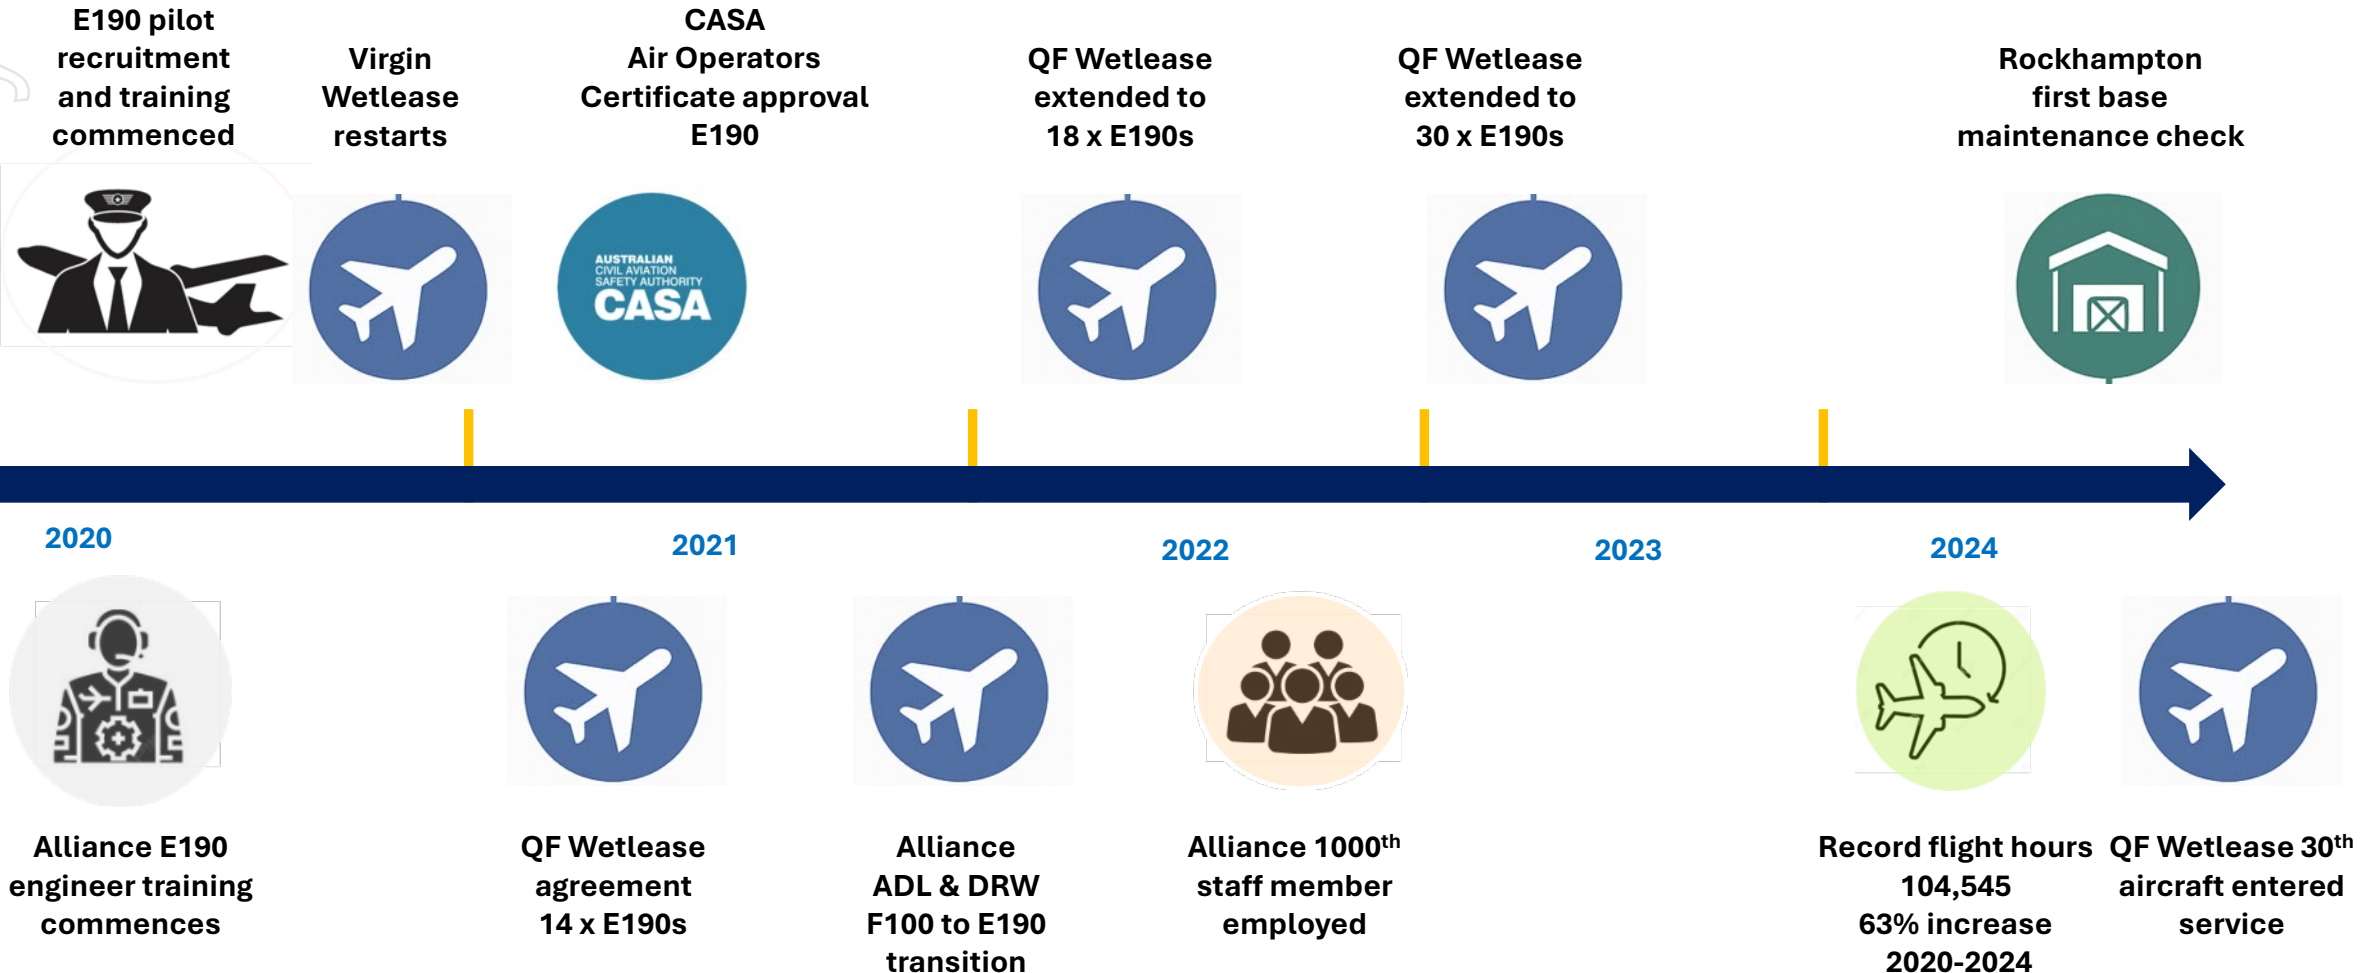 E190 pilot
recruitment
and training
commenced
Virgin
Wetlease
restarts
CASA
Air Operators
Certificate approval
E190
QF Wetlease
extended to
18 x E190s
QF Wetlease
extended to
30 x E190s
Rockhampton
first base
maintenance check
AUSTRALIAN
CIVIL AVIATION
SAFETY AUTHORITY
CASA
2020
2021
2022
2023
2024
Alliance E190
engineer training
commences
QF Wetlease
agreement
14 x E190s
Alliance
ADL & DRW
F100 to E190
transition
Alliance 1000th
staff member
employed
Record flight hours
104,545
63% increase
2020-2024
QF Wetlease 30th
aircraft entered
service